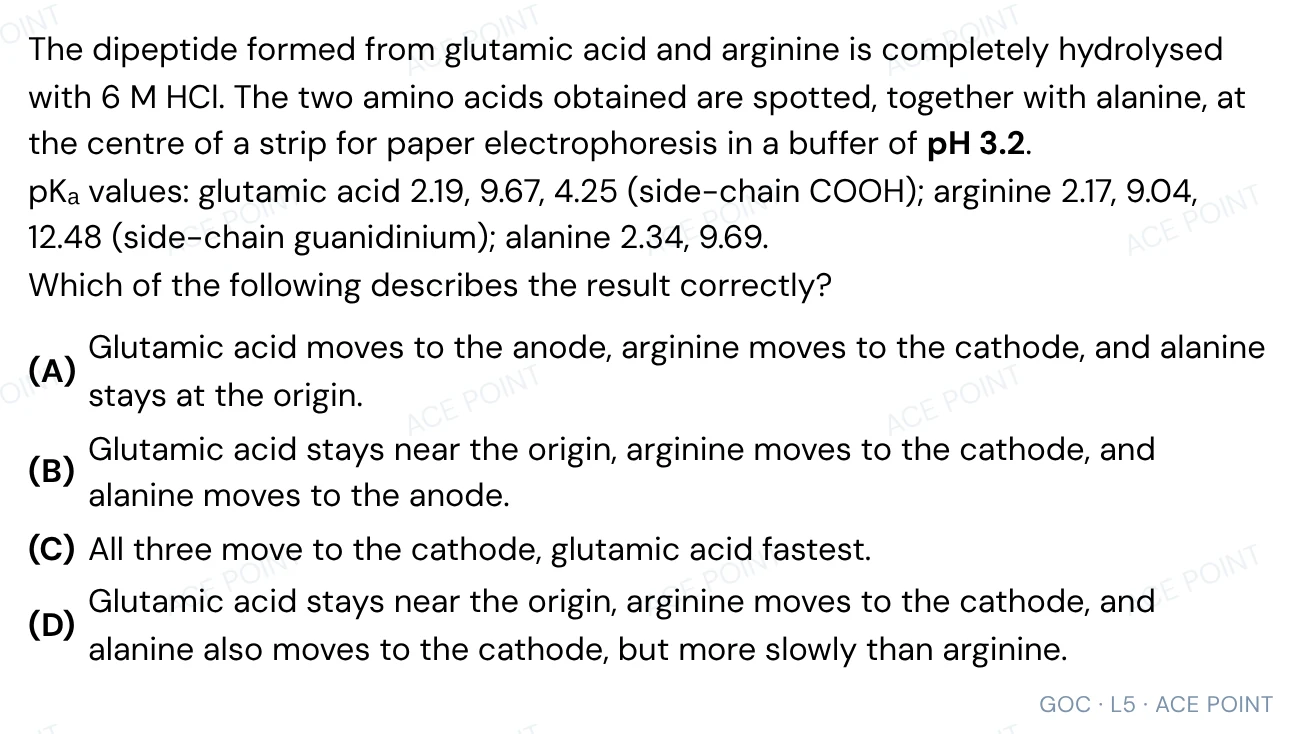 The dipeptide formed from glutamic acid and arginine is completely hydrolysed
with 6 M HCl. The two amino acids obtained are spotted, together with alanine, at
the centre of a strip for paper electrophoresis in a buffer of pH 3.2.
pKₐ values: glutamic acid 2.19, 9.67, 4.25 (side-chain COOH); arginine 2.17, 9.04,
12.48 (side-chain guanidinium); alanine 2.34, 9.69.
Which of the following describes the result correctly?
(A) Glutamic acid moves to the anode, arginine moves to the cathode, and alanine
stays at the origin.
(B) Glutamic acid stays near the origin, arginine moves to the cathode, and
alanine moves to the anode.
(C) All three move to the cathode, glutamic acid fastest.
(D) Glutamic acid stays near the origin, arginine moves to the cathode, and
alanine also moves to the cathode, but more slowly than arginine.
GOC · L5 · ACE POINT